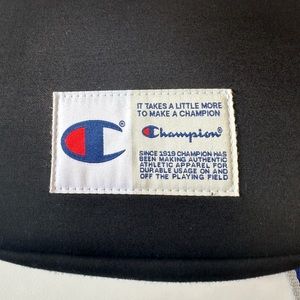 IT TAKES A LITTLE MORE
TO MAKE A CHAMPION
®
Champion®
SINCE 1919 CHAMPION HAS
BEEN MAKING AUTHENTIC
ATHLETIC APPAREL FOR
DURABLE USAGE ON AND
OFF THE PLAYING FIELD